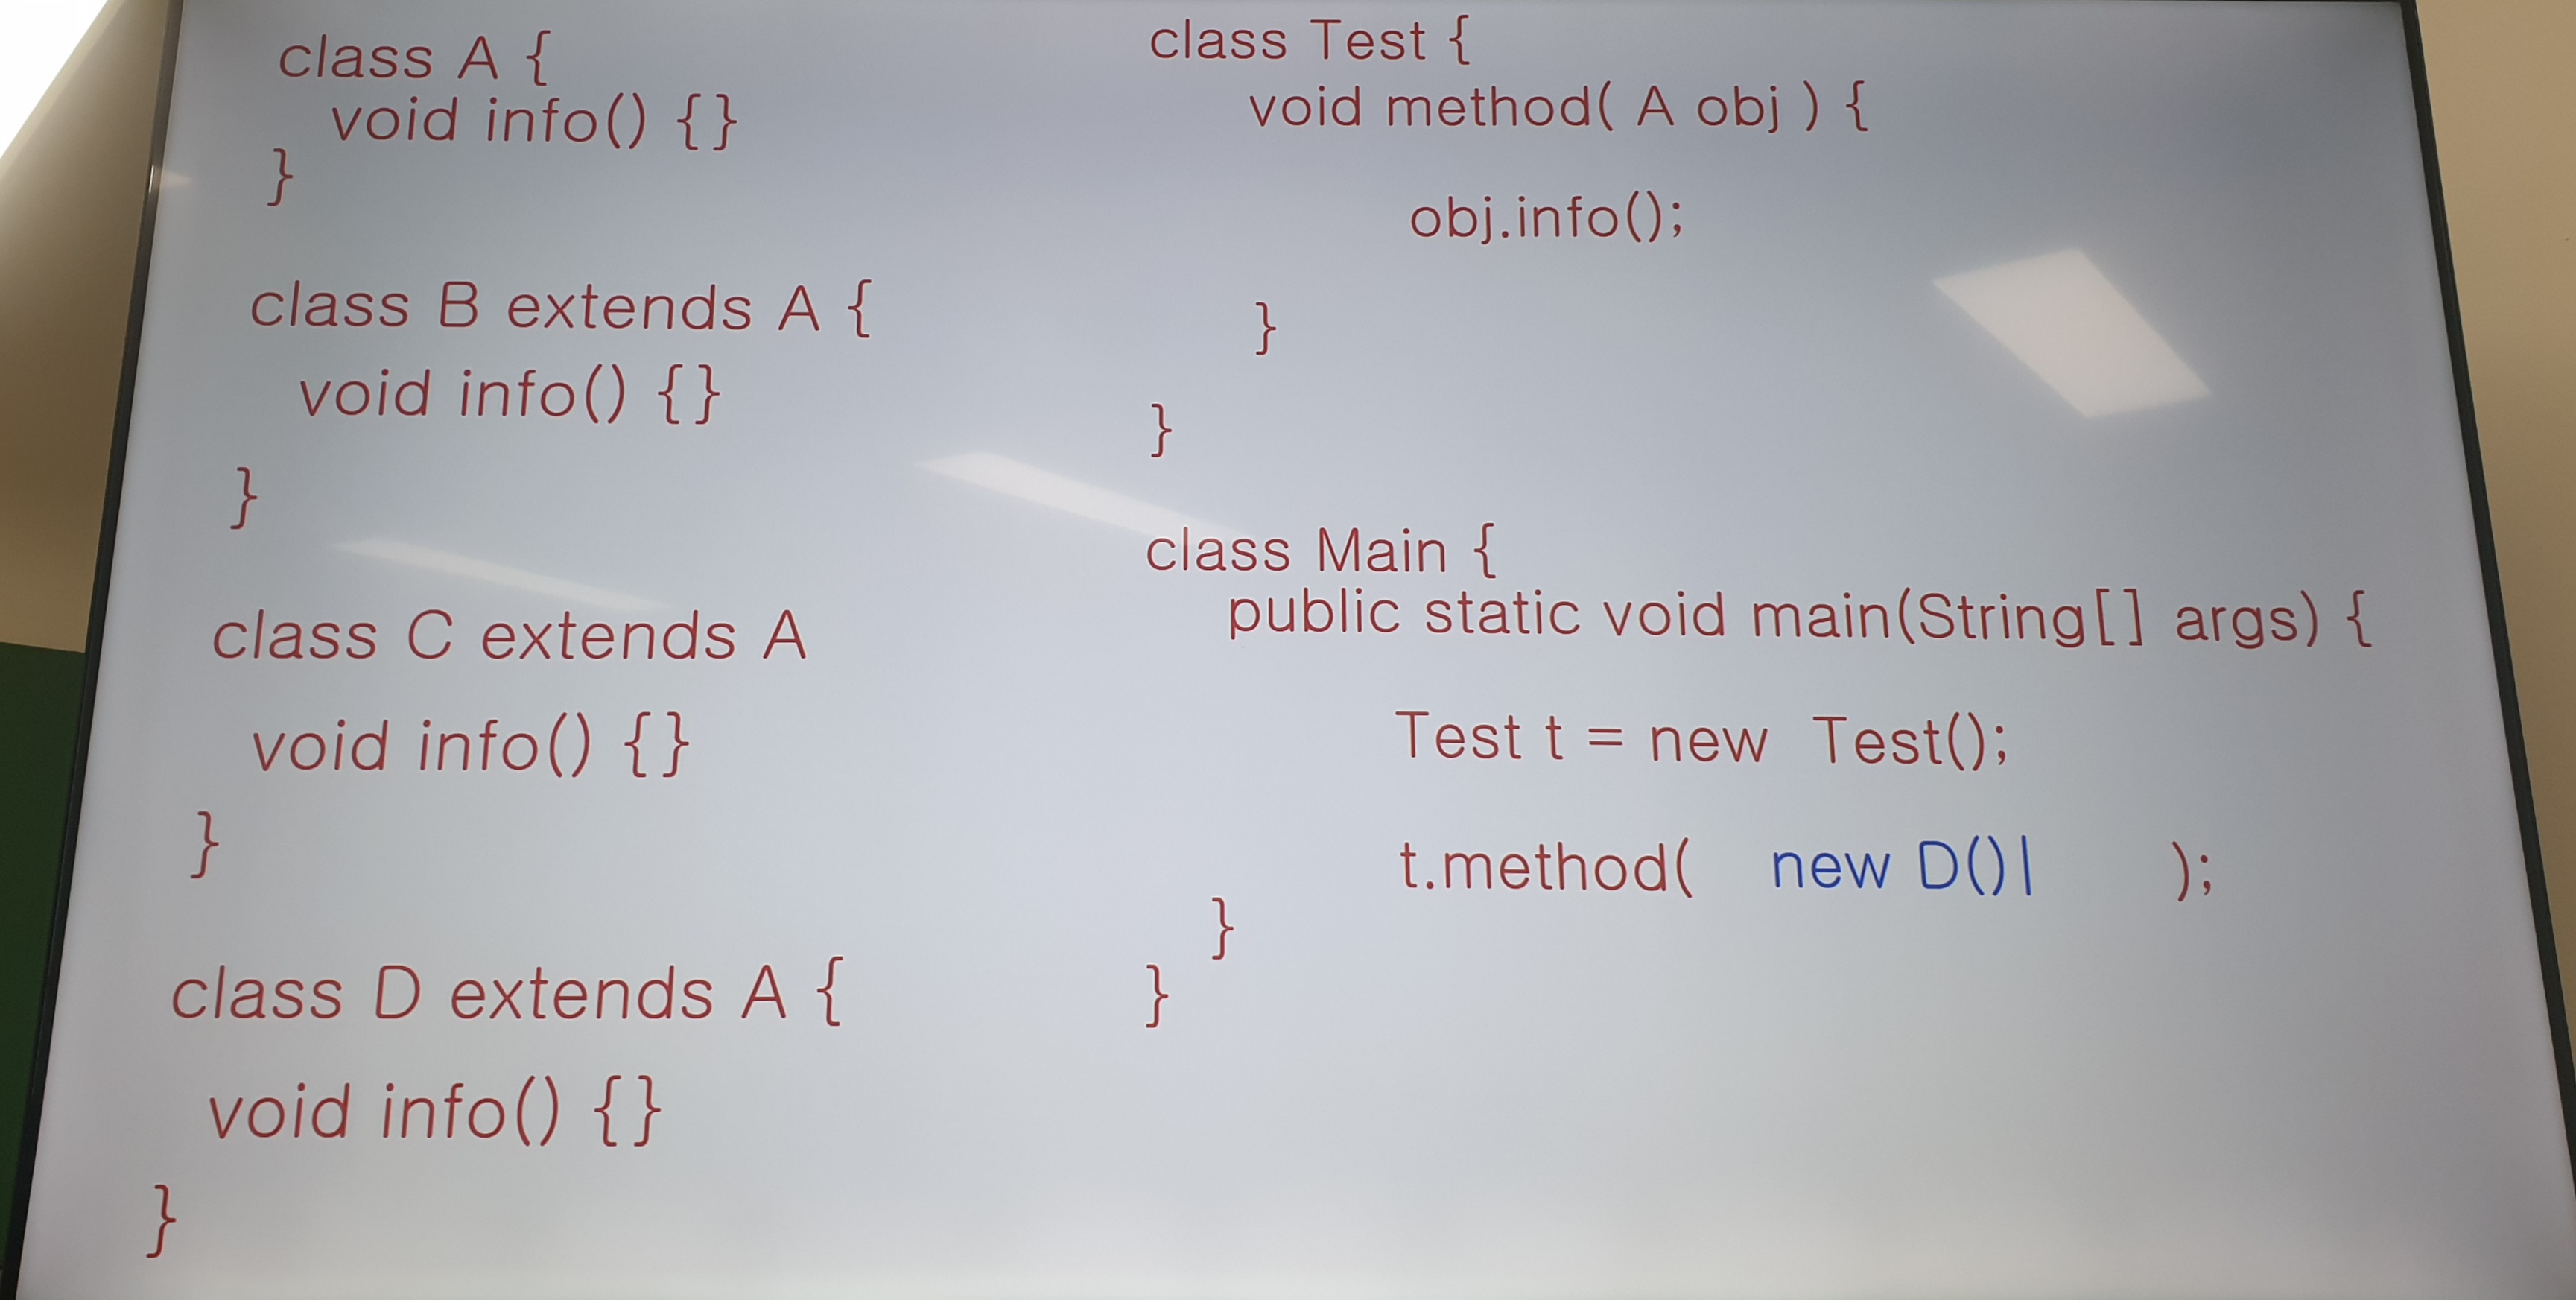 class A {
void info() {}
}
class B extends A {
void info() {}
}
class C extends A
void info() {}
}
class D extends A {
void info() {}
}
class Test {
void method( A obj ) {
obj.info();
}
}
class Main {
public static void main(String[] args) {
Test t = new Test();
t.method( new D() );
}
}